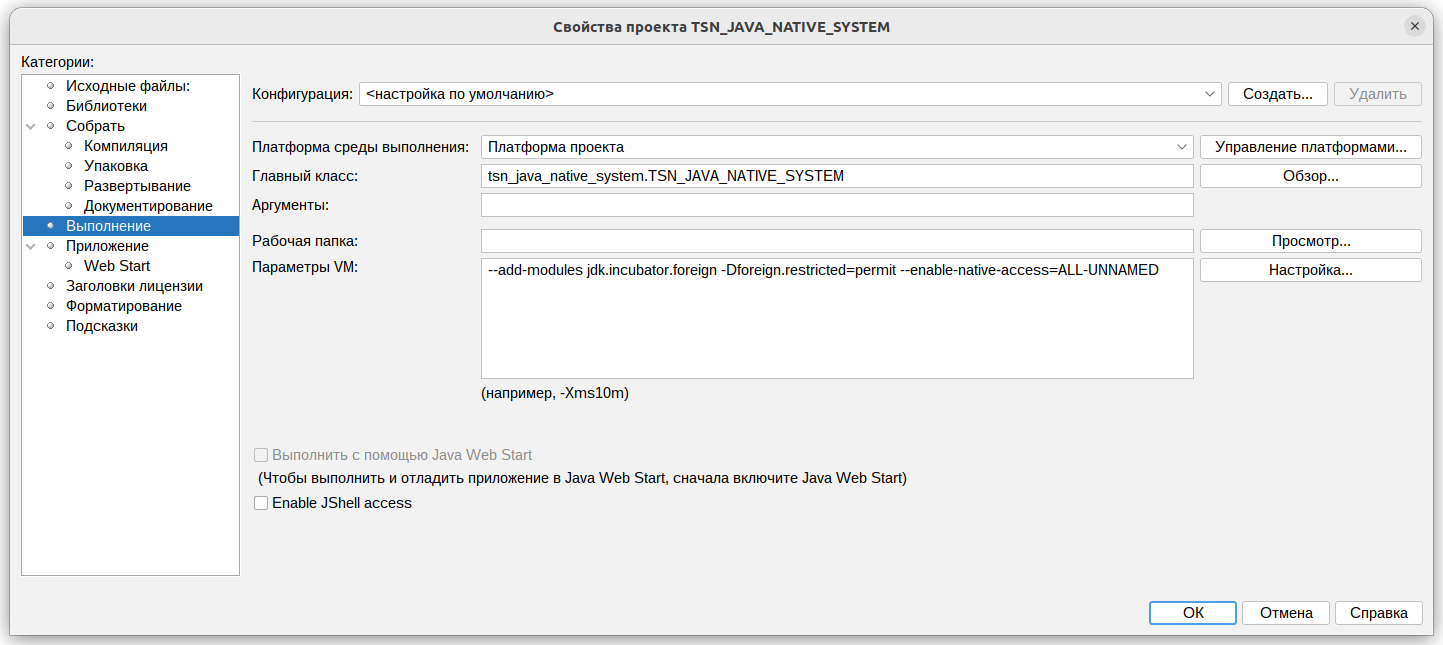 Свойства проекта TSN_JAVA_NATIVE_SYSTEM
Категории:
Исходные файлы:
Библиотеки
Собрать
Компиляция
Упаковка
Развертывание
Документирование
Выполнение
Приложение
Web Start
Заголовки лицензии
Форматирование
Подсказки
Конфигурация: <настройка по умолчанию> Создать... Удалить
Платформа среды выполнения: Платформа проекта Управление платформами...
Главный класс: tsn_java_native_system.TSN_JAVA_NATIVE_SYSTEM Обзор...
Аргументы:
Рабочая папка: Просмотр...
Параметры VM: --add-modules jdk.incubator.foreign -Dforeign.restricted=permit --enable-native-access=ALL-UNNAMED Настройка...
(например, -Xms10m)
Выполнить с помощью Java Web Start
(Чтобы выполнить и отладить приложение в Java Web Start, сначала включите Java Web Start)
Enable JShell access
ОК Отмена Справка